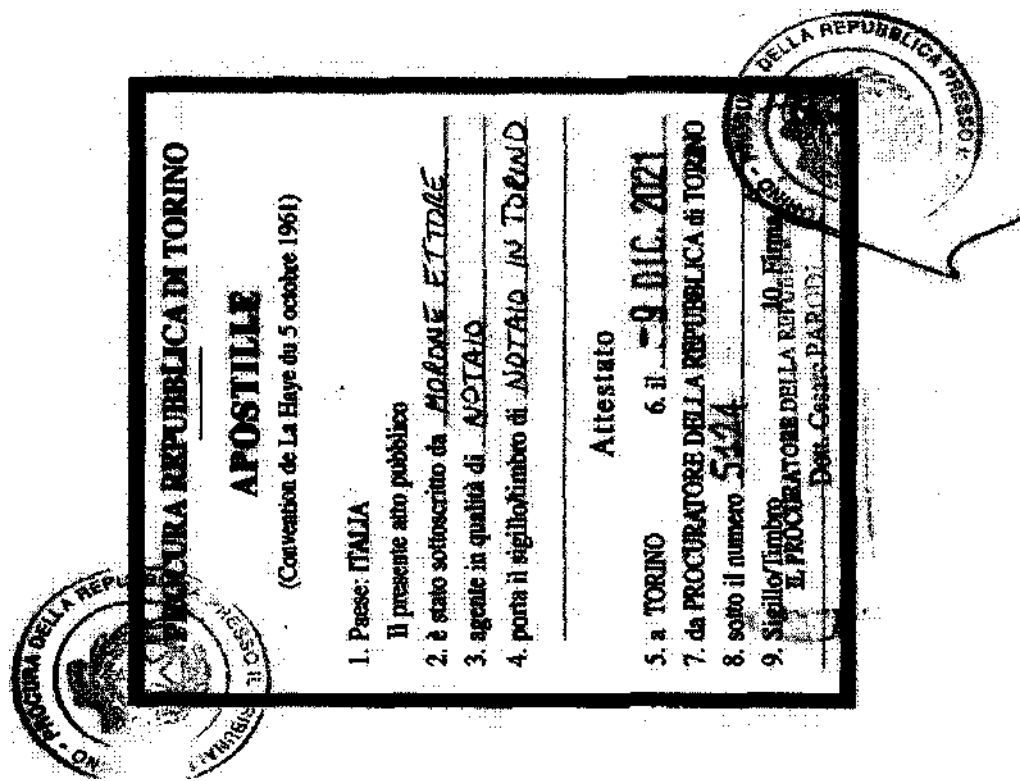 PROCURA REPUBBLICA DI TORINO
APOSTILLE
(Convention de La Haye du 5 octobre 1961)
1. Paese: ITALIA
Il presente atto pubblico
2. è stato sottoscritto da MORONE ETTORE
3. agente in qualità di NOTAIO
4. porta il sigillo/timbro di NOTAIO IN TORINO
Attestato
5. a TORINO 6. il -9 DIC. 2021
7. da PROCURATORE DELLA REPUBBLICA di TORINO
8. sotto il numero
9. Sigillo/Timbro 10. Firma
IL PROCURATORE DELLA
Dott. Cesare PARODI
PROCURA DELLA PRESSO IL
DELLA REPUBBLICA PRESSO